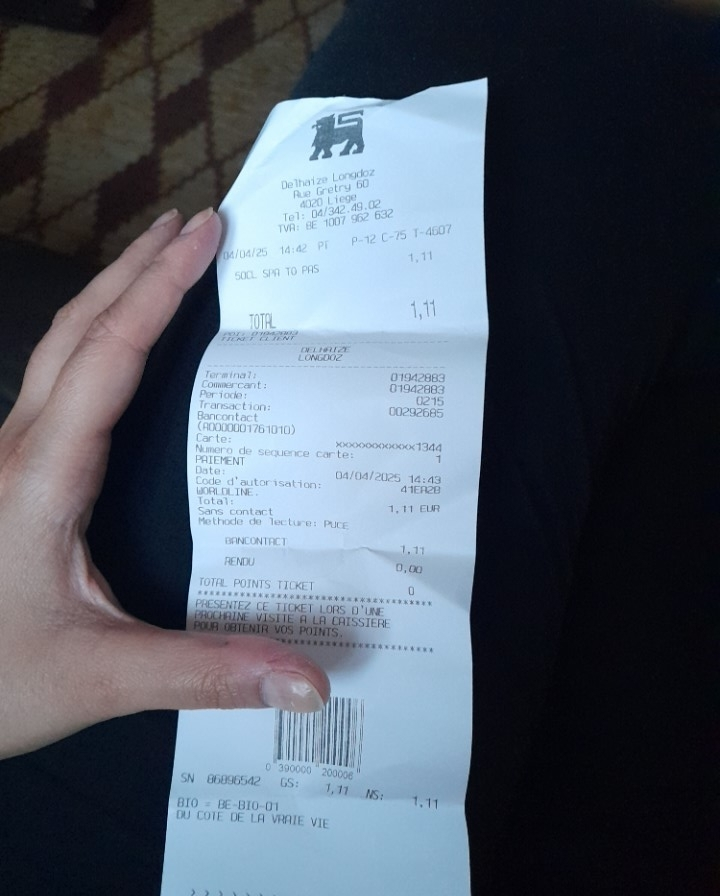 Delhaize Longdoz
Rue Gretry 60
4020 Liege
Tel: 04/342.49.02
TVA: BE 1007 962 632
04/04/25 14:42 PT P-12 C-75 T-4607
50CL SPA TO PAS 1,11
TOTAL 1,11
POI: 01942883
TICKET CLIENT
DELHAIZE
LONGDOZ
Terminal: 01942883
Commercant: 01942883
Periode: 0215
Transaction: 00292685
Bancontact
(A0000001761010)
Carte: xxxxxxxxxxxx1344
Numero de sequence carte: 1
PAIEMENT
Date: 04/04/2025 14:43
Code d'autorisation: 41EA2B
WORLDLINE.
Total: 1,11 EUR
Sans contact
Methode de lecture: PUCE
BANCONTACT 1,11
RENDU 0,00
TOTAL POINTS TICKET 0
****************************************
PRESENTEZ CE TICKET LORS D'UNE
PROCHAINE VISITE A LA CAISSIERE
POUR OBTENIR VOS POINTS.
****************************************
0 390000 200006
SN 86896542 GS: 1,11 NS: 1,11
BIO = BE-BIO-01
DU COTE DE LA VRAIE VIE